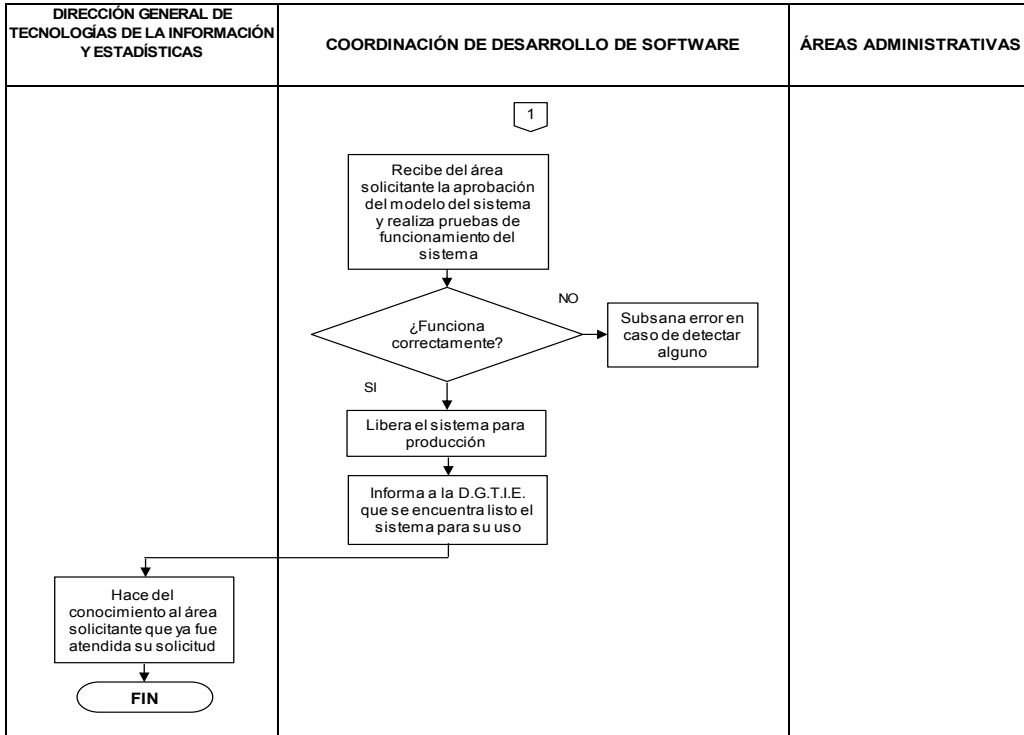 DIRECCIÓN GENERAL DE
TECNOLOGÍAS DE LA INFORMACIÓN
Y ESTADÍSTICAS
COORDINACIÓN DE DESARROLLO DE SOFTWARE
ÁREAS ADMINISTRATIVAS
1
Recibe del área
solicitante la aprobación
del modelo del sistema
y realiza pruebas de
funcionamiento del
sistema
¿Funciona
correctamente?
NO
Subsana error en
caso de detectar
alguno
SI
Libera el sistema para
producción
Informa a la D.G.T.I.E.
que se encuentra listo el
sistema para su uso
Hace del
conocimiento al área
solicitante que ya fue
atendida su solicitud
FIN